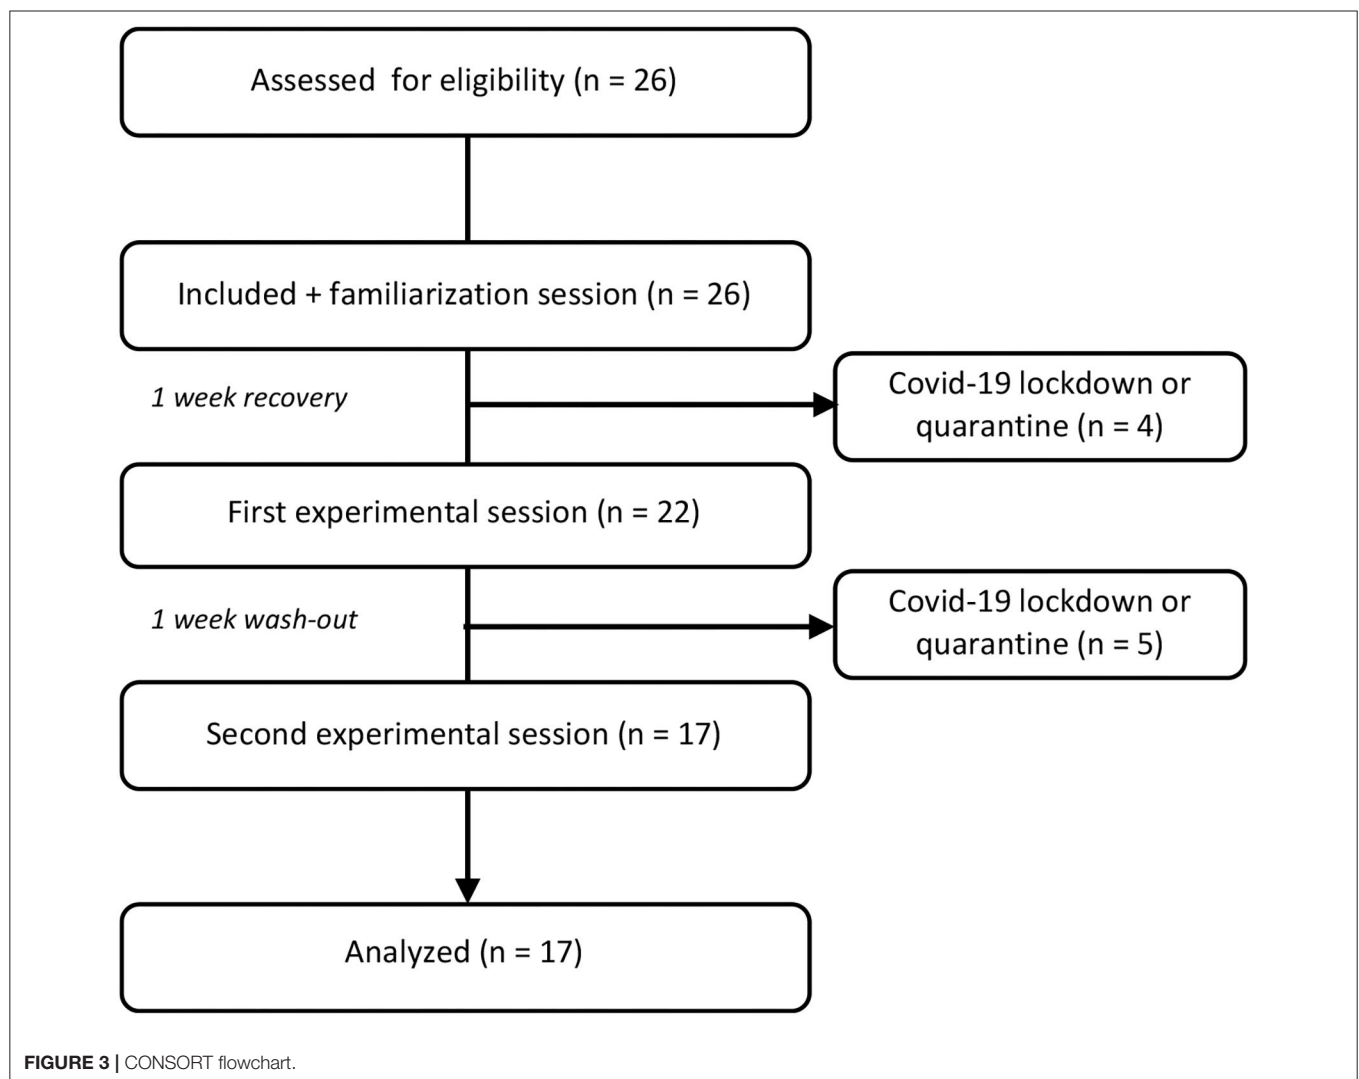 Assessed for eligibility (n = 26)
Included + familiarization session (n = 26)
1 week recovery
Covid-19 lockdown or
quarantine (n = 4)
First experimental session (n = 22)
1 week wash-out
Covid-19 lockdown or
quarantine (n = 5)
Second experimental session (n = 17)
Analyzed (n = 17)
FIGURE 3 | CONSORT flowchart.